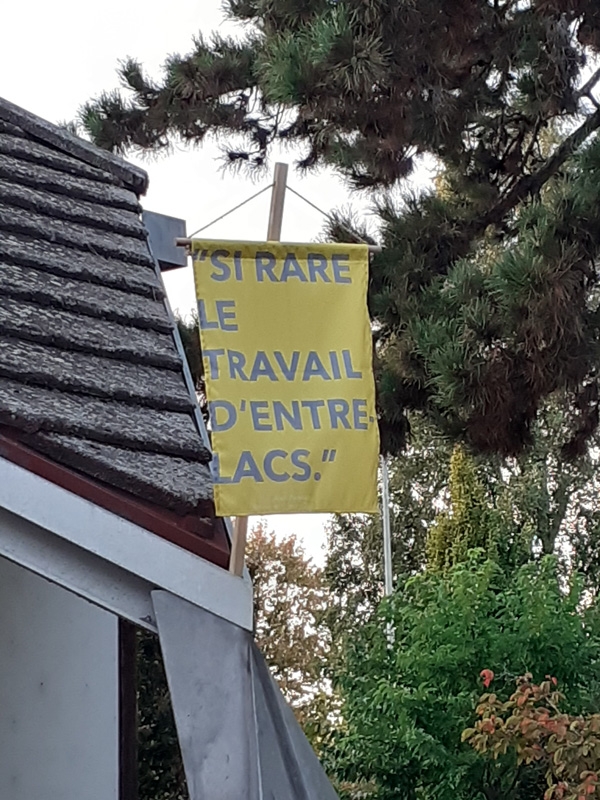 “SI RARE
LE
TRAVAIL
D’ENTRE-
LACS.”